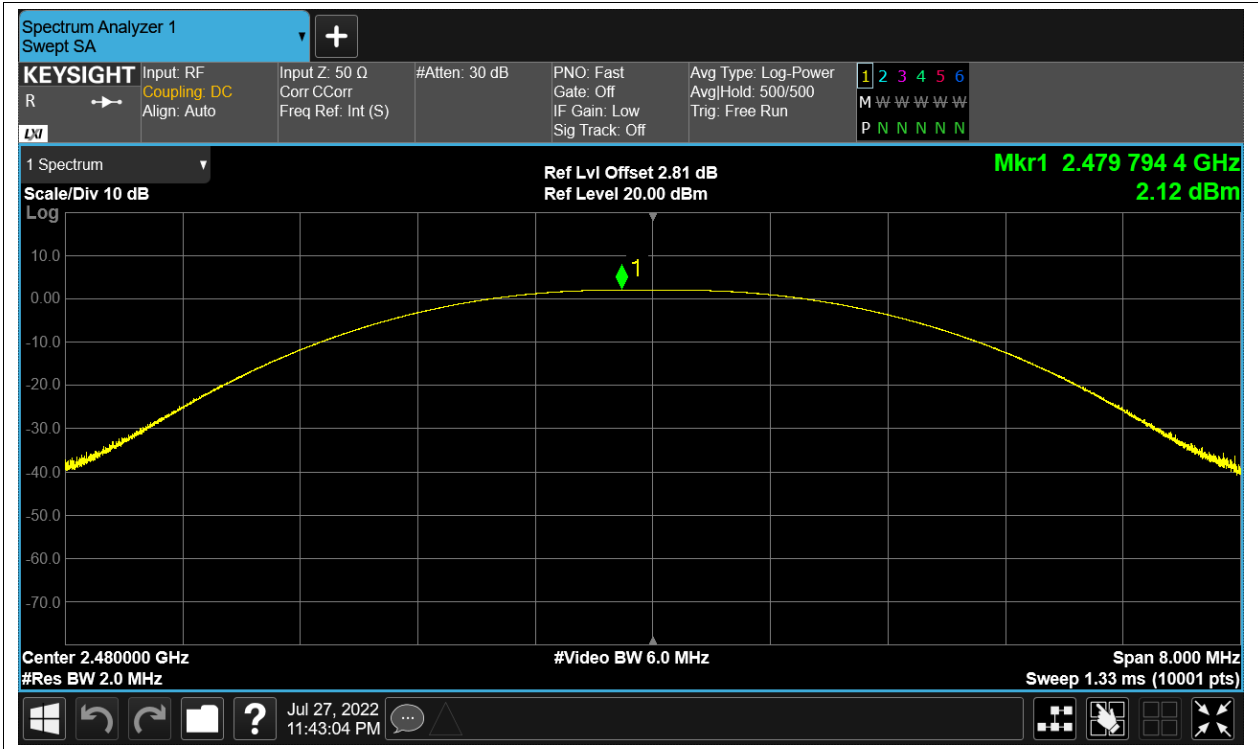 Spectrum Analyzer 1
Swept SA
KEYSIGHT
R
LXI
Input: RF
Coupling: DC
Align: Auto
Input Z: 50 Ω
Corr CCorr
Freq Ref: Int (S)
#Atten: 30 dB
PNO: Fast
Gate: Off
IF Gain: Low
Sig Track: Off
Avg Type: Log-Power
Avg|Hold: 500/500
Trig: Free Run
1 2 3 4 5 6
M W W W W W W
P N N N N N
1 Spectrum
Scale/Div 10 dB
Ref Lvl Offset 2.81 dB
Ref Level 20.00 dBm
Mkr1 2.479 794 4 GHz
2.12 dBm
Log
10.0
0.00
-10.0
-20.0
-30.0
-40.0
-50.0
-60.0
-70.0
1
Center 2.480000 GHz
#Res BW 2.0 MHz
#Video BW 6.0 MHz
Span 8.000 MHz
Sweep 1.33 ms (10001 pts)
?
Jul 27, 2022
11:43:04 PM